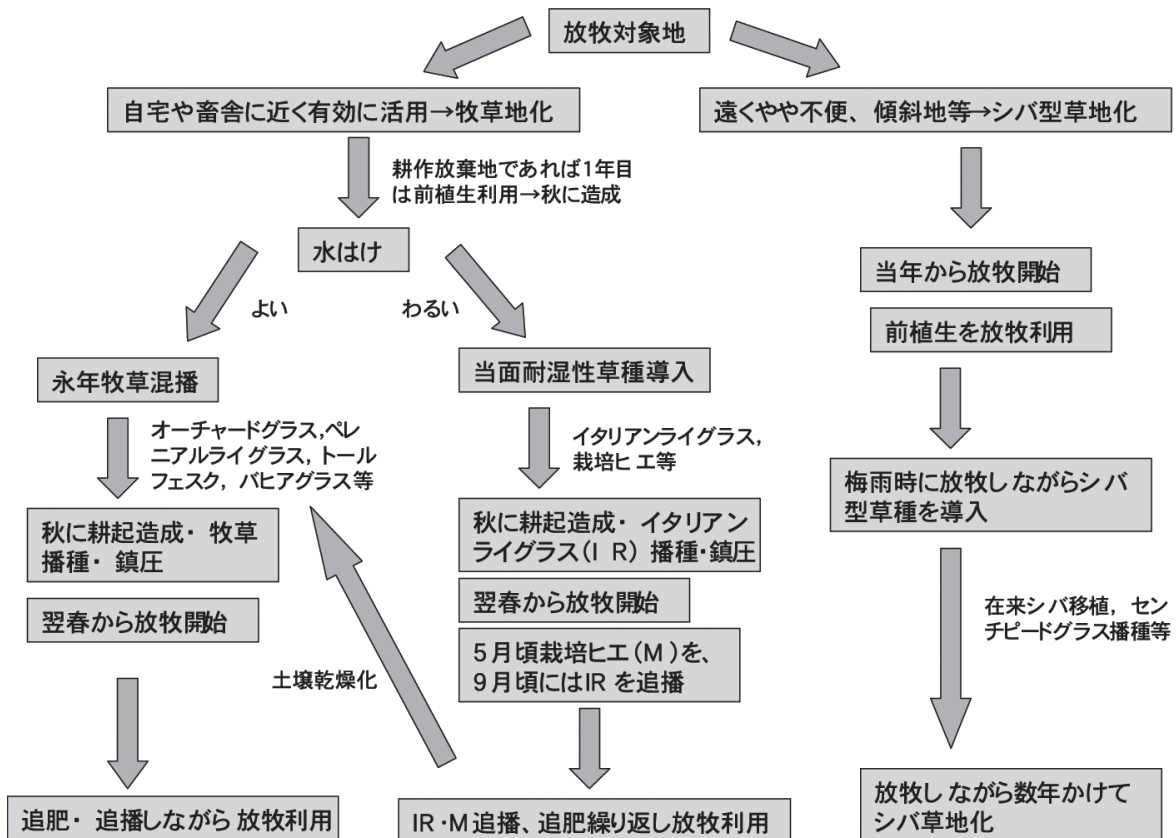 放牧対象地
自宅や畜舎に近く有効に活用→牧草地化
遠くやや不便、傾斜地等→シバ型草地化
耕作放棄地であれば1年目
は前植生利用→秋に造成
水はけ
よい
わるい
永年牧草混播
オーチャードグラス,ペレ
ニアルライグラス, トール
フェスク, バヒアグラス等
秋に耕起造成・ 牧草
播種・ 鎮圧
翌春から放牧開始
追肥・ 追播しながら 放牧利用
当面耐湿性草種導入
イタリアンライグラス,
栽培ヒエ等
秋に耕起造成・ イタリアン
ライグラス(I R) 播種・鎮圧
翌春から放牧開始
5月頃栽培ヒエ(M)を、
9月頃にはIR を追播
土壌乾燥化
IR・M追播、追肥繰り返し放牧利用
当年から放牧開始
前植生を放牧利用
梅雨時に放牧し ながらシバ
型草種を導入
在来シバ移植, セン
チピードグラス播種等
放牧し ながら数年かけて
シバ草地化